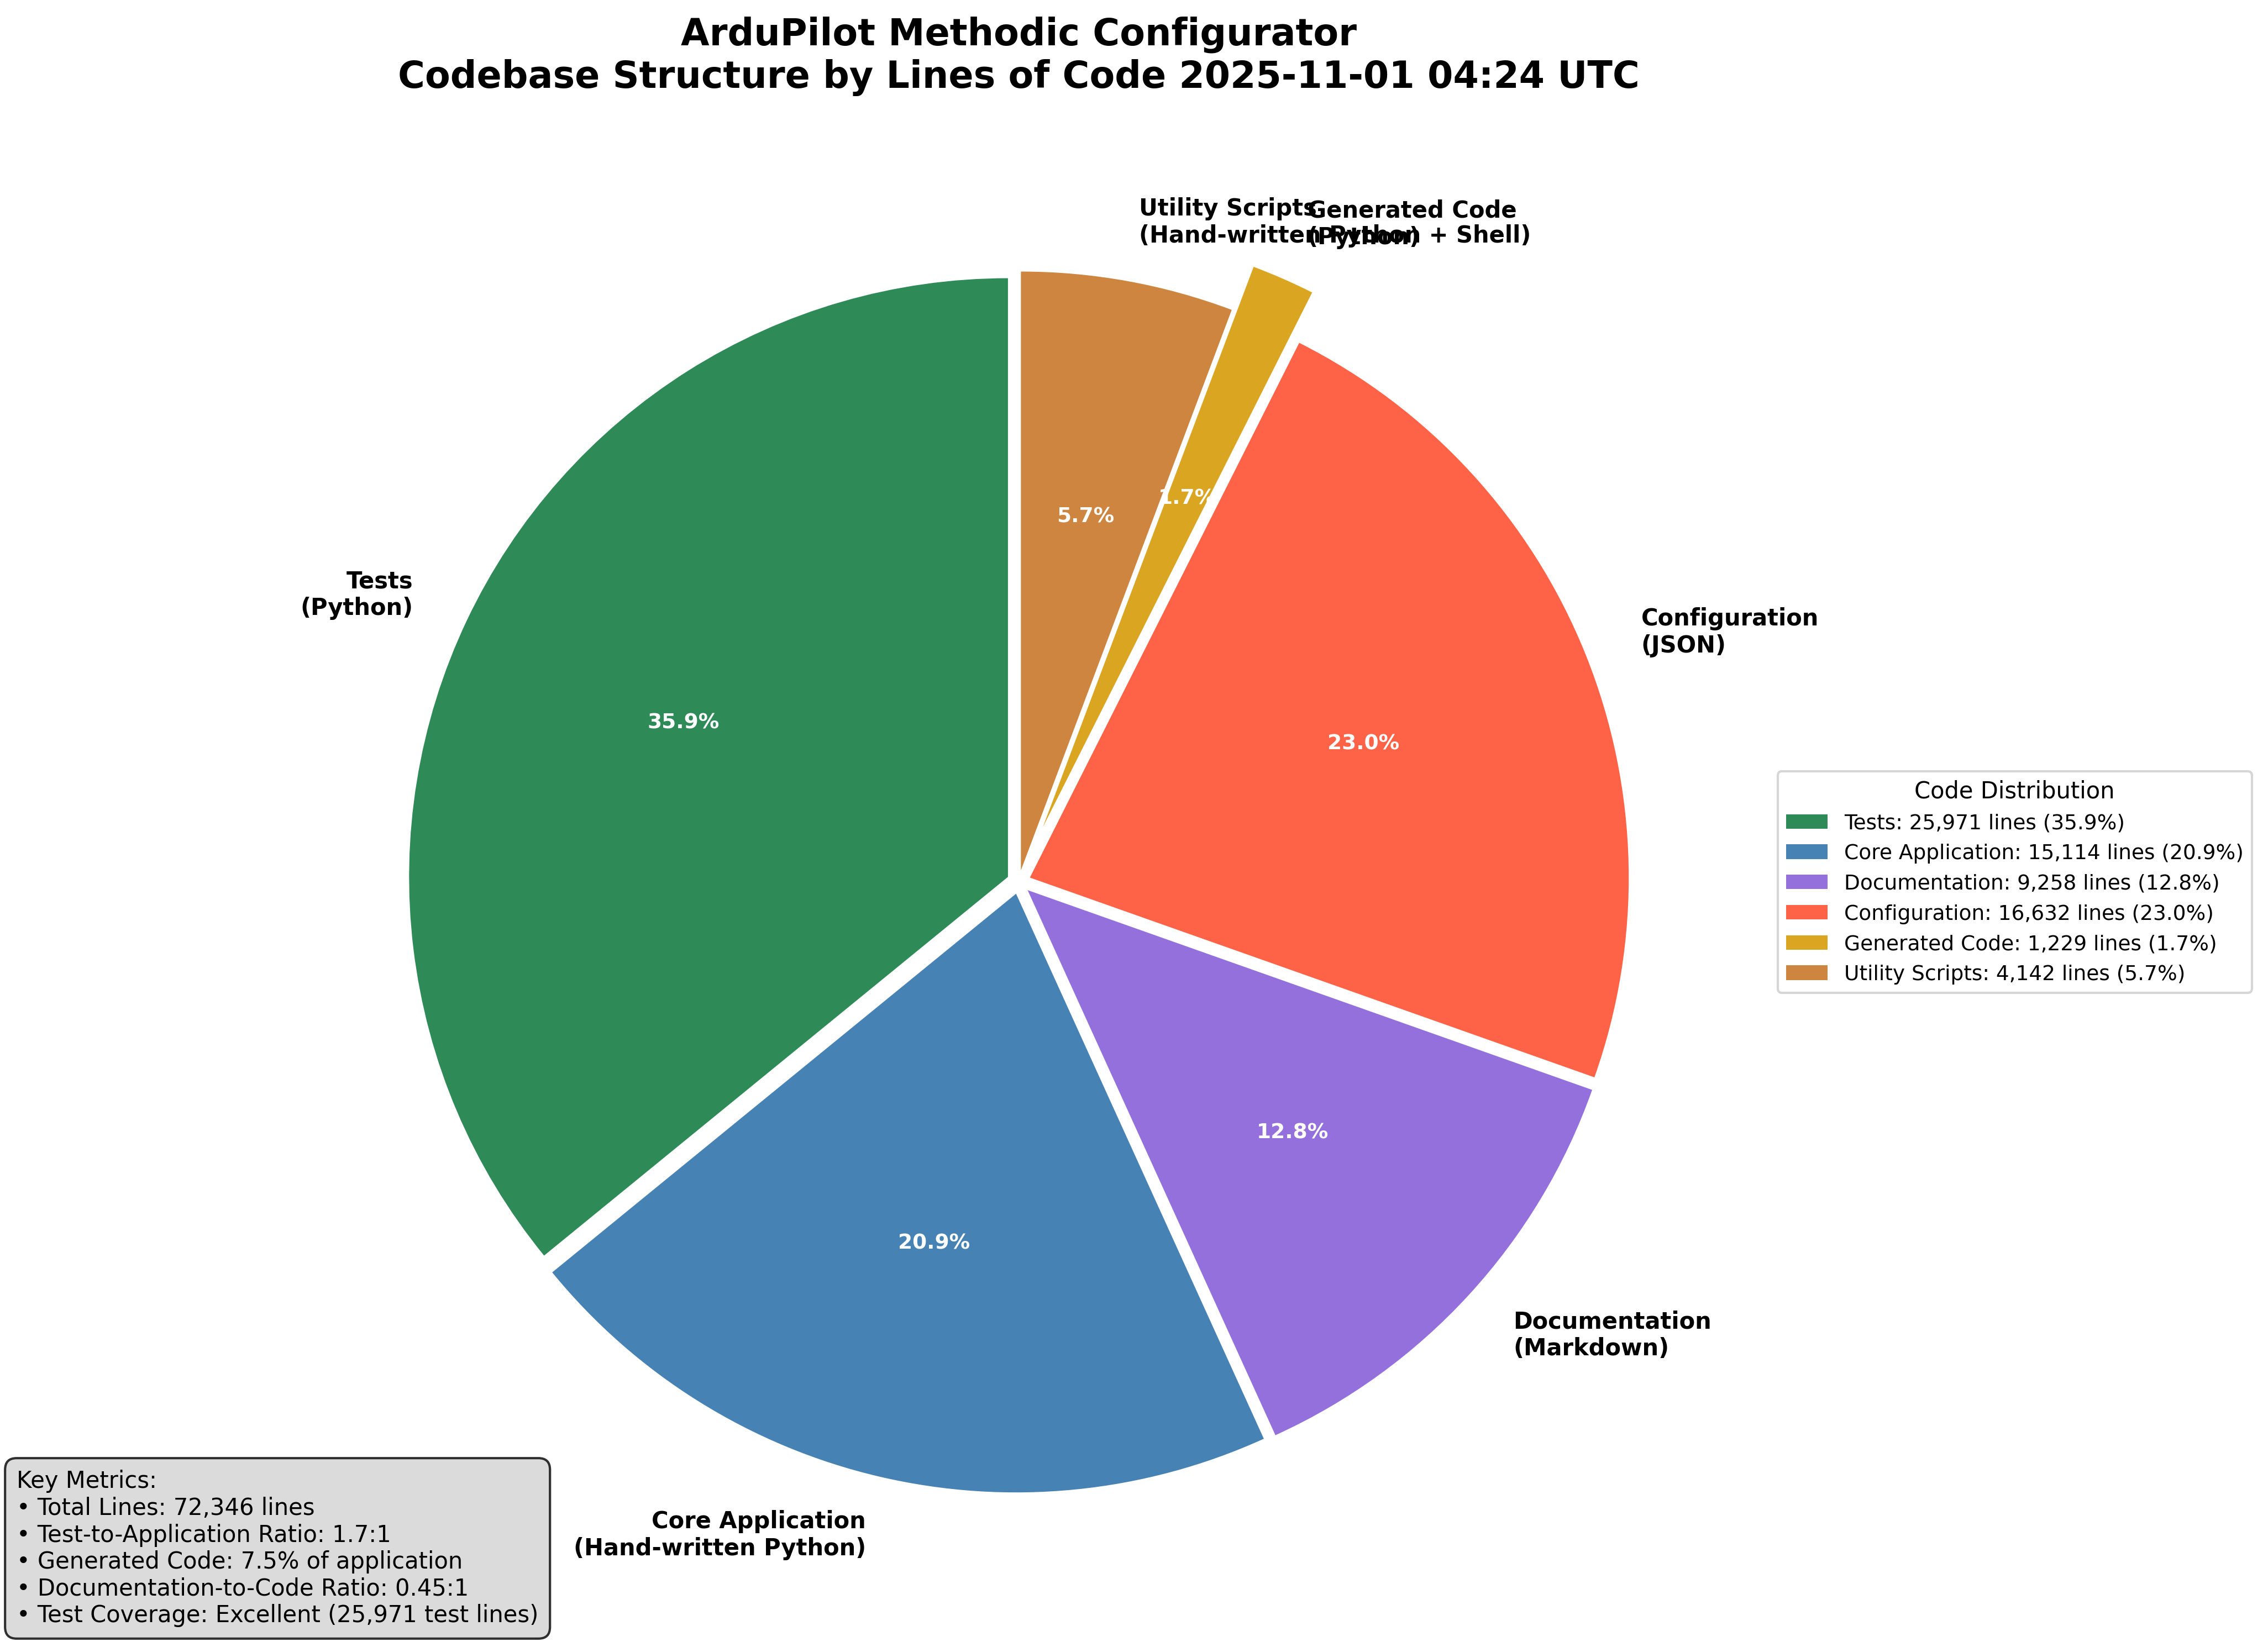 ArduPilot Methodic Configurator
Codebase Structure by Lines of Code 2025-11-01 04:24 UTC
Utility Scripts
(Hand-written Python + Shell)
Generated Code
(Python)
5.7%
1.7%
Tests
(Python)
35.9%
Configuration
(JSON)
23.0%
Code Distribution
Tests: 25,971 lines (35.9%)
Core Application: 15,114 lines (20.9%)
Documentation: 9,258 lines (12.8%)
Configuration: 16,632 lines (23.0%)
Generated Code: 1,229 lines (1.7%)
Utility Scripts: 4,142 lines (5.7%)
12.8%
20.9%
Documentation
(Markdown)
Core Application
(Hand-written Python)
Key Metrics:
• Total Lines: 72,346 lines
• Test-to-Application Ratio: 1.7:1
• Generated Code: 7.5% of application
• Documentation-to-Code Ratio: 0.45:1
• Test Coverage: Excellent (25,971 test lines)